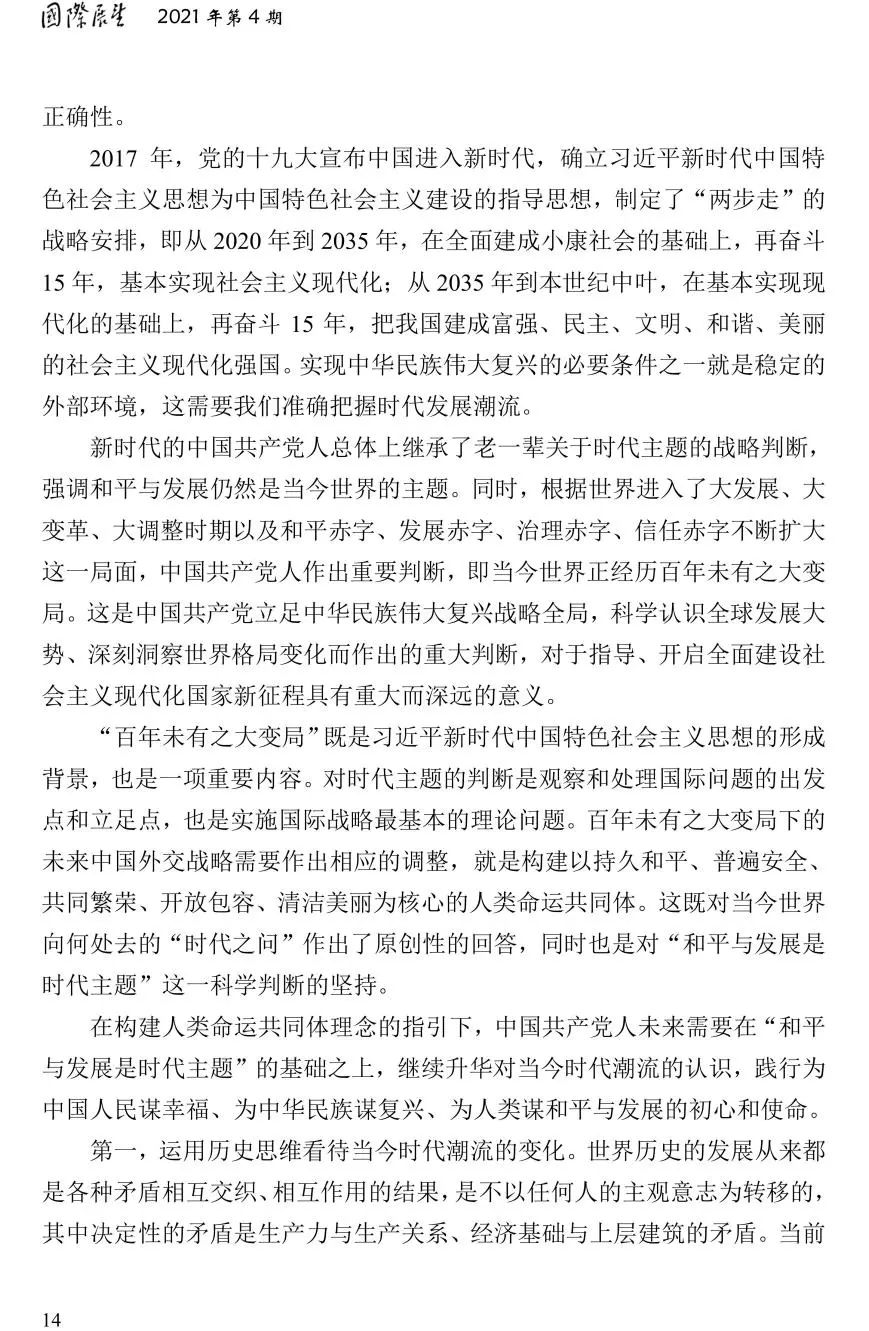 國際展望 2021 年第 4 期
正确性。
2017 年，党的十九大宣布中国进入新时代，确立习近平新时代中国特
色社会主义思想为中国特色社会主义建设的指导思想，制定了“两步走”的
战略安排，即从 2020 年到 2035 年，在全面建成小康社会的基础上，再奋斗
15 年，基本实现社会主义现代化；从 2035 年到本世纪中叶，在基本实现现
代化的基础上，再奋斗 15 年，把我国建成富强、民主、文明、和谐、美丽
的社会主义现代化强国。实现中华民族伟大复兴的必要条件之一就是稳定的
外部环境，这需要我们准确把握时代发展潮流。
新时代的中国共产党人总体上继承了老一辈关于时代主题的战略判断，
强调和平与发展仍然是当今世界的主题。同时，根据世界进入了大发展、大
变革、大调整时期以及和平赤字、发展赤字、治理赤字、信任赤字不断扩大
这一局面，中国共产党人作出重要判断，即当今世界正经历百年未有之大变
局。这是中国共产党立足中华民族伟大复兴战略全局，科学认识全球发展大
势、深刻洞察世界格局变化而作出的重大判断，对于指导、开启全面建设社
会主义现代化国家新征程具有重大而深远的意义。
“百年未有之大变局”既是习近平新时代中国特色社会主义思想的形成
背景，也是一项重要内容。对时代主题的判断是观察和处理国际问题的出发
点和立足点，也是实施国际战略最基本的理论问题。百年未有之大变局下的
未来中国外交战略需要作出相应的调整，就是构建以持久和平、普遍安全、
共同繁荣、开放包容、清洁美丽为核心的人类命运共同体。这既对当今世界
向何处去的“时代之问”作出了原创性的回答，同时也是对“和平与发展是
时代主题”这一科学判断的坚持。
在构建人类命运共同体理念的指引下，中国共产党人未来需要在“和平
与发展是时代主题”的基础之上，继续升华对当今时代潮流的认识，践行为
中国人民谋幸福、为中华民族谋复兴、为人类谋和平与发展的初心和使命。
第一，运用历史思维看待当今时代潮流的变化。世界历史的发展从来都
是各种矛盾相互交织、相互作用的结果，是不以任何人的主观意志为转移的，
其中决定性的矛盾是生产力与生产关系、经济基础与上层建筑的矛盾。当前
14